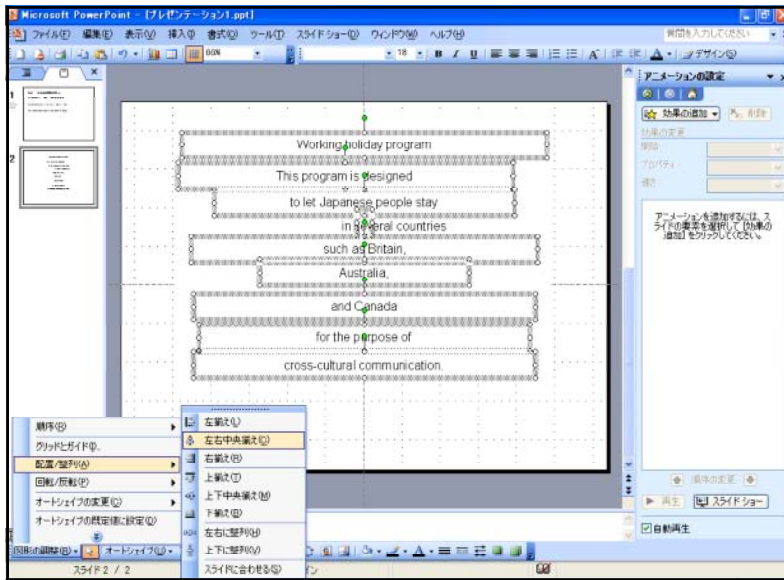 Microsoft PowerPoint - [プレゼンテーション1.ppt]
ファイル(F) 編集(E) 表示(V) 挿入(I) 書式(O) ツール(T) スライド ショー(D) ウィンドウ(W) ヘルプ(H)
質問を入力してください
66%
18
B I U
デザイン(S)
1
2
Working holiday program
This program is designed
to let Japanese people stay
in several countries
such as Britain,
Australia,
and Canada
for the purpose of
cross-cultural communication.
アニメーションの設定
効果の追加
削除
効果の変更
開始:
プロパティ:
速さ:
アニメーションを追加するには、ス
ライドの要素を選択して [効果の
追加] をクリックしてください。
順序の変更
再生
スライド ショー
自動再生
順序(R)
グリッドとガイド(I)...
配置/整列(A)
回転/反転(P)
オートシェイプの変更(C)
オートシェイプの既定値に設定(D)
左揃え(L)
左右中央揃え(C)
右揃え(R)
上揃え(T)
上下中央揃え(M)
下揃え(B)
左右に整列(H)
上下に整列(V)
スライドに合わせる(S)
図形の調整(R)
オートシェイプ(U)
スライド 2 / 2